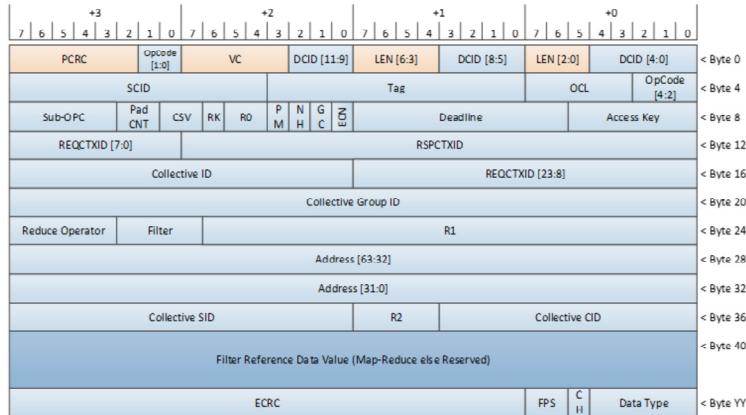 +3 +2 +1 +0
7 6 5 4 3 2 1 0 7 6 5 4 3 2 1 0 7 6 5 4 3 2 1 0 7 6 5 4 3 2 1 0
PCRC OpCode [1:0] VC DCID [11:9] LEN [6:3] DCID [8:5] LEN [2:0] DCID [4:0] < Byte 0
SCID Tag OCL OpCode [4:2] < Byte 4
Sub-OPC Pad CNT CSV RK R0 P M N H G C ECN Deadline Access Key < Byte 8
REQCTXID [7:0] RSPCTXID < Byte 12
Collective ID REQCTXID [23:8] < Byte 16
Collective Group ID < Byte 20
Reduce Operator Filter R1 < Byte 24
Address [63:32] < Byte 28
Address [31:0] < Byte 32
Collective SID R2 Collective CID < Byte 36
Filter Reference Data Value (Map-Reduce else Reserved) < Byte 40
ECRC FPS C H Data Type < Byte YY